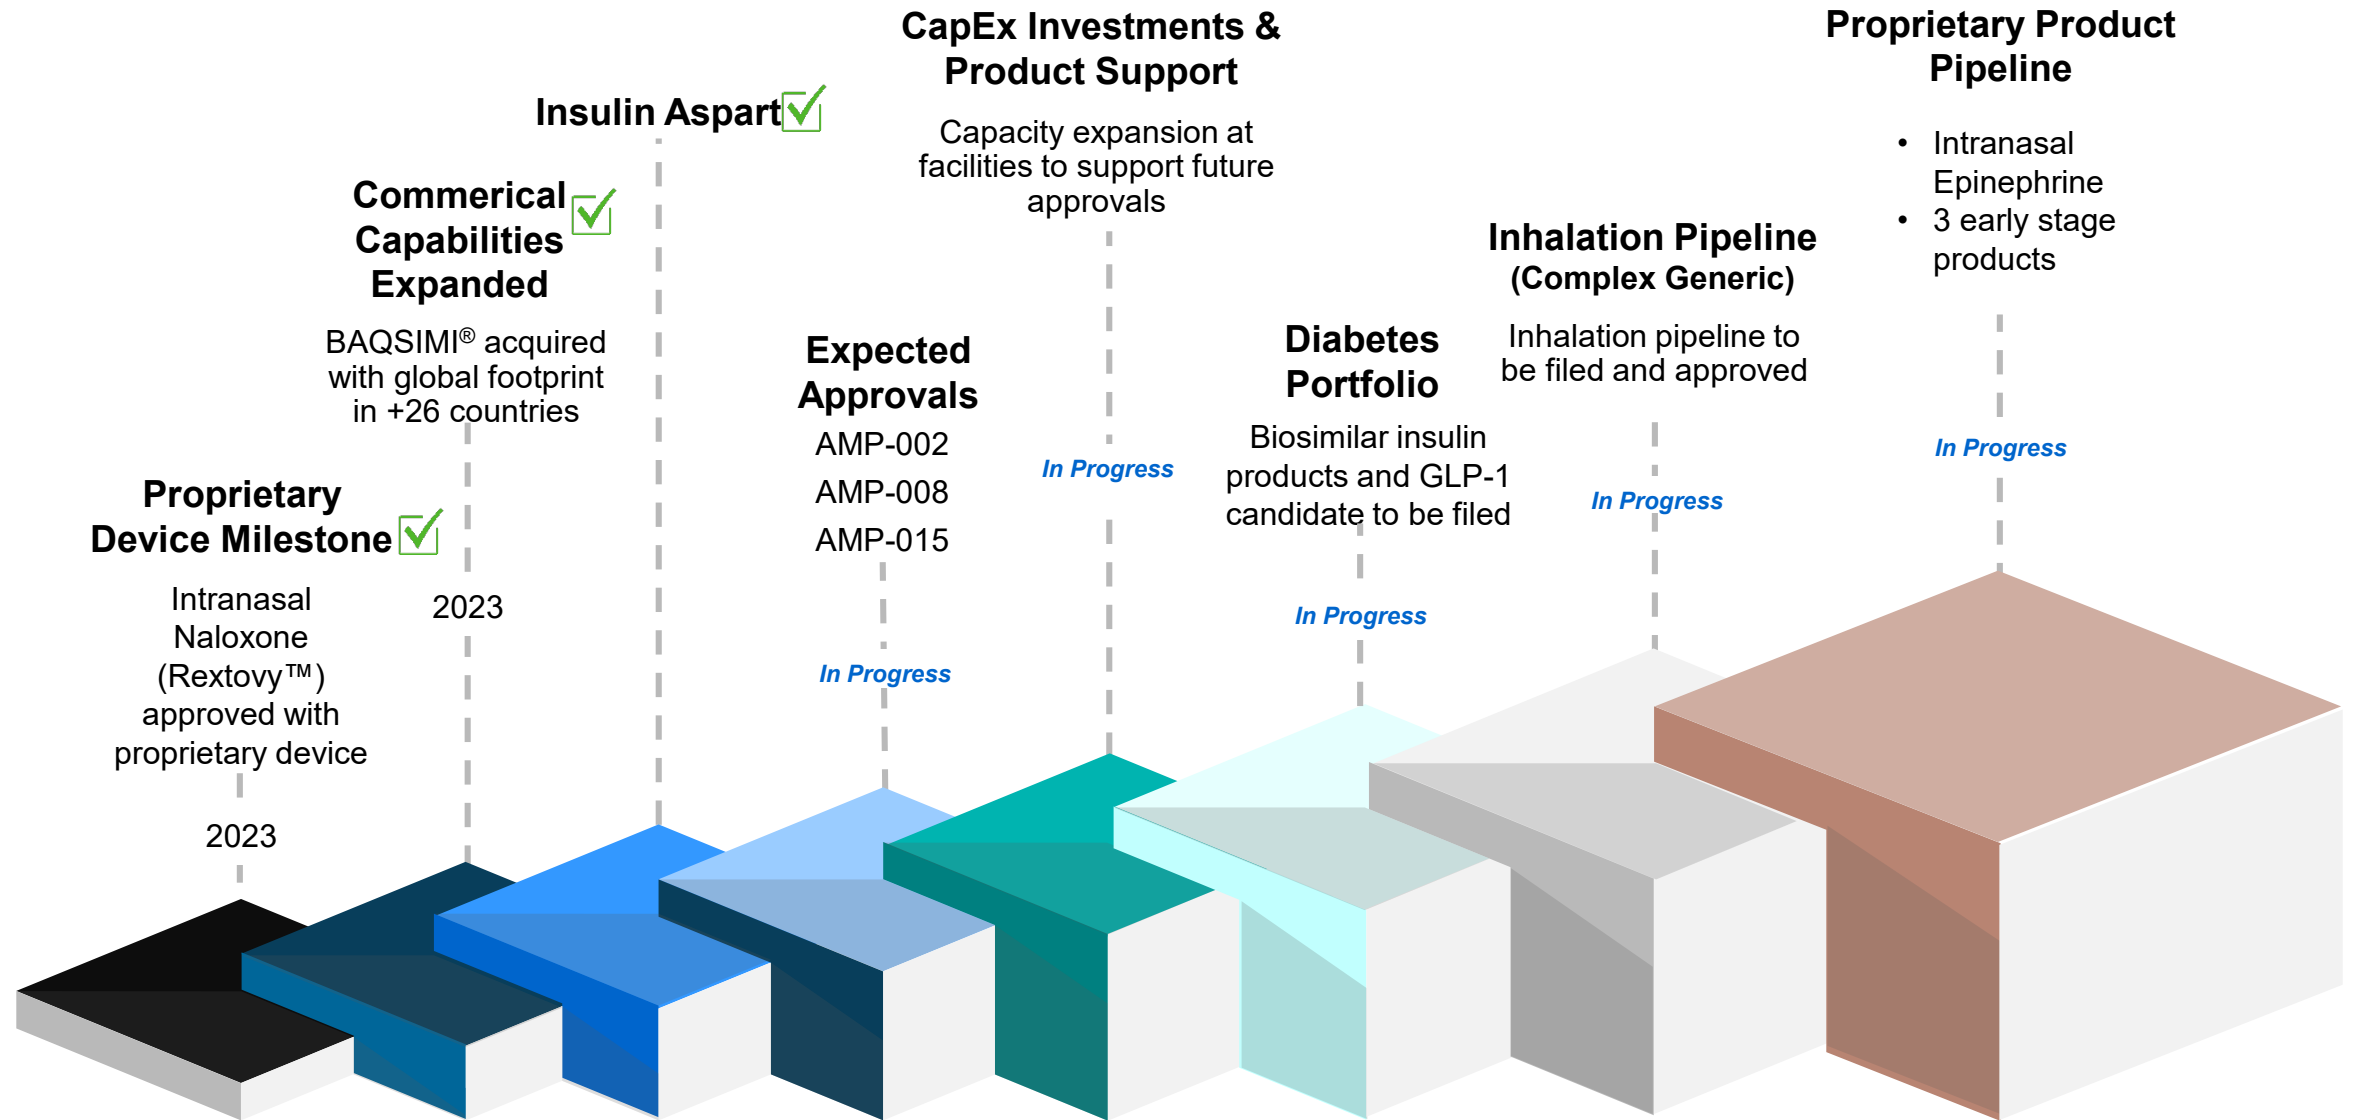 Proprietary
Device Milestone
Intranasal
Naloxone
(Rextovy™)
approved with
proprietary device
2023
Commerical
Capabilities
Expanded
BAQSIMI® acquired
with global footprint
in +26 countries
2023
Insulin Aspart
Expected
Approvals
AMP-002
AMP-008
AMP-015
In Progress
CapEx Investments &
Product Support
Capacity expansion at
facilities to support future
approvals
In Progress
Diabetes
Portfolio
Biosimilar insulin
products and GLP-1
candidate to be filed
In Progress
Inhalation Pipeline
(Complex Generic)
Inhalation pipeline to
be filed and approved
In Progress
Proprietary Product
Pipeline
• Intranasal
Epinephrine
• 3 early stage
products
In Progress